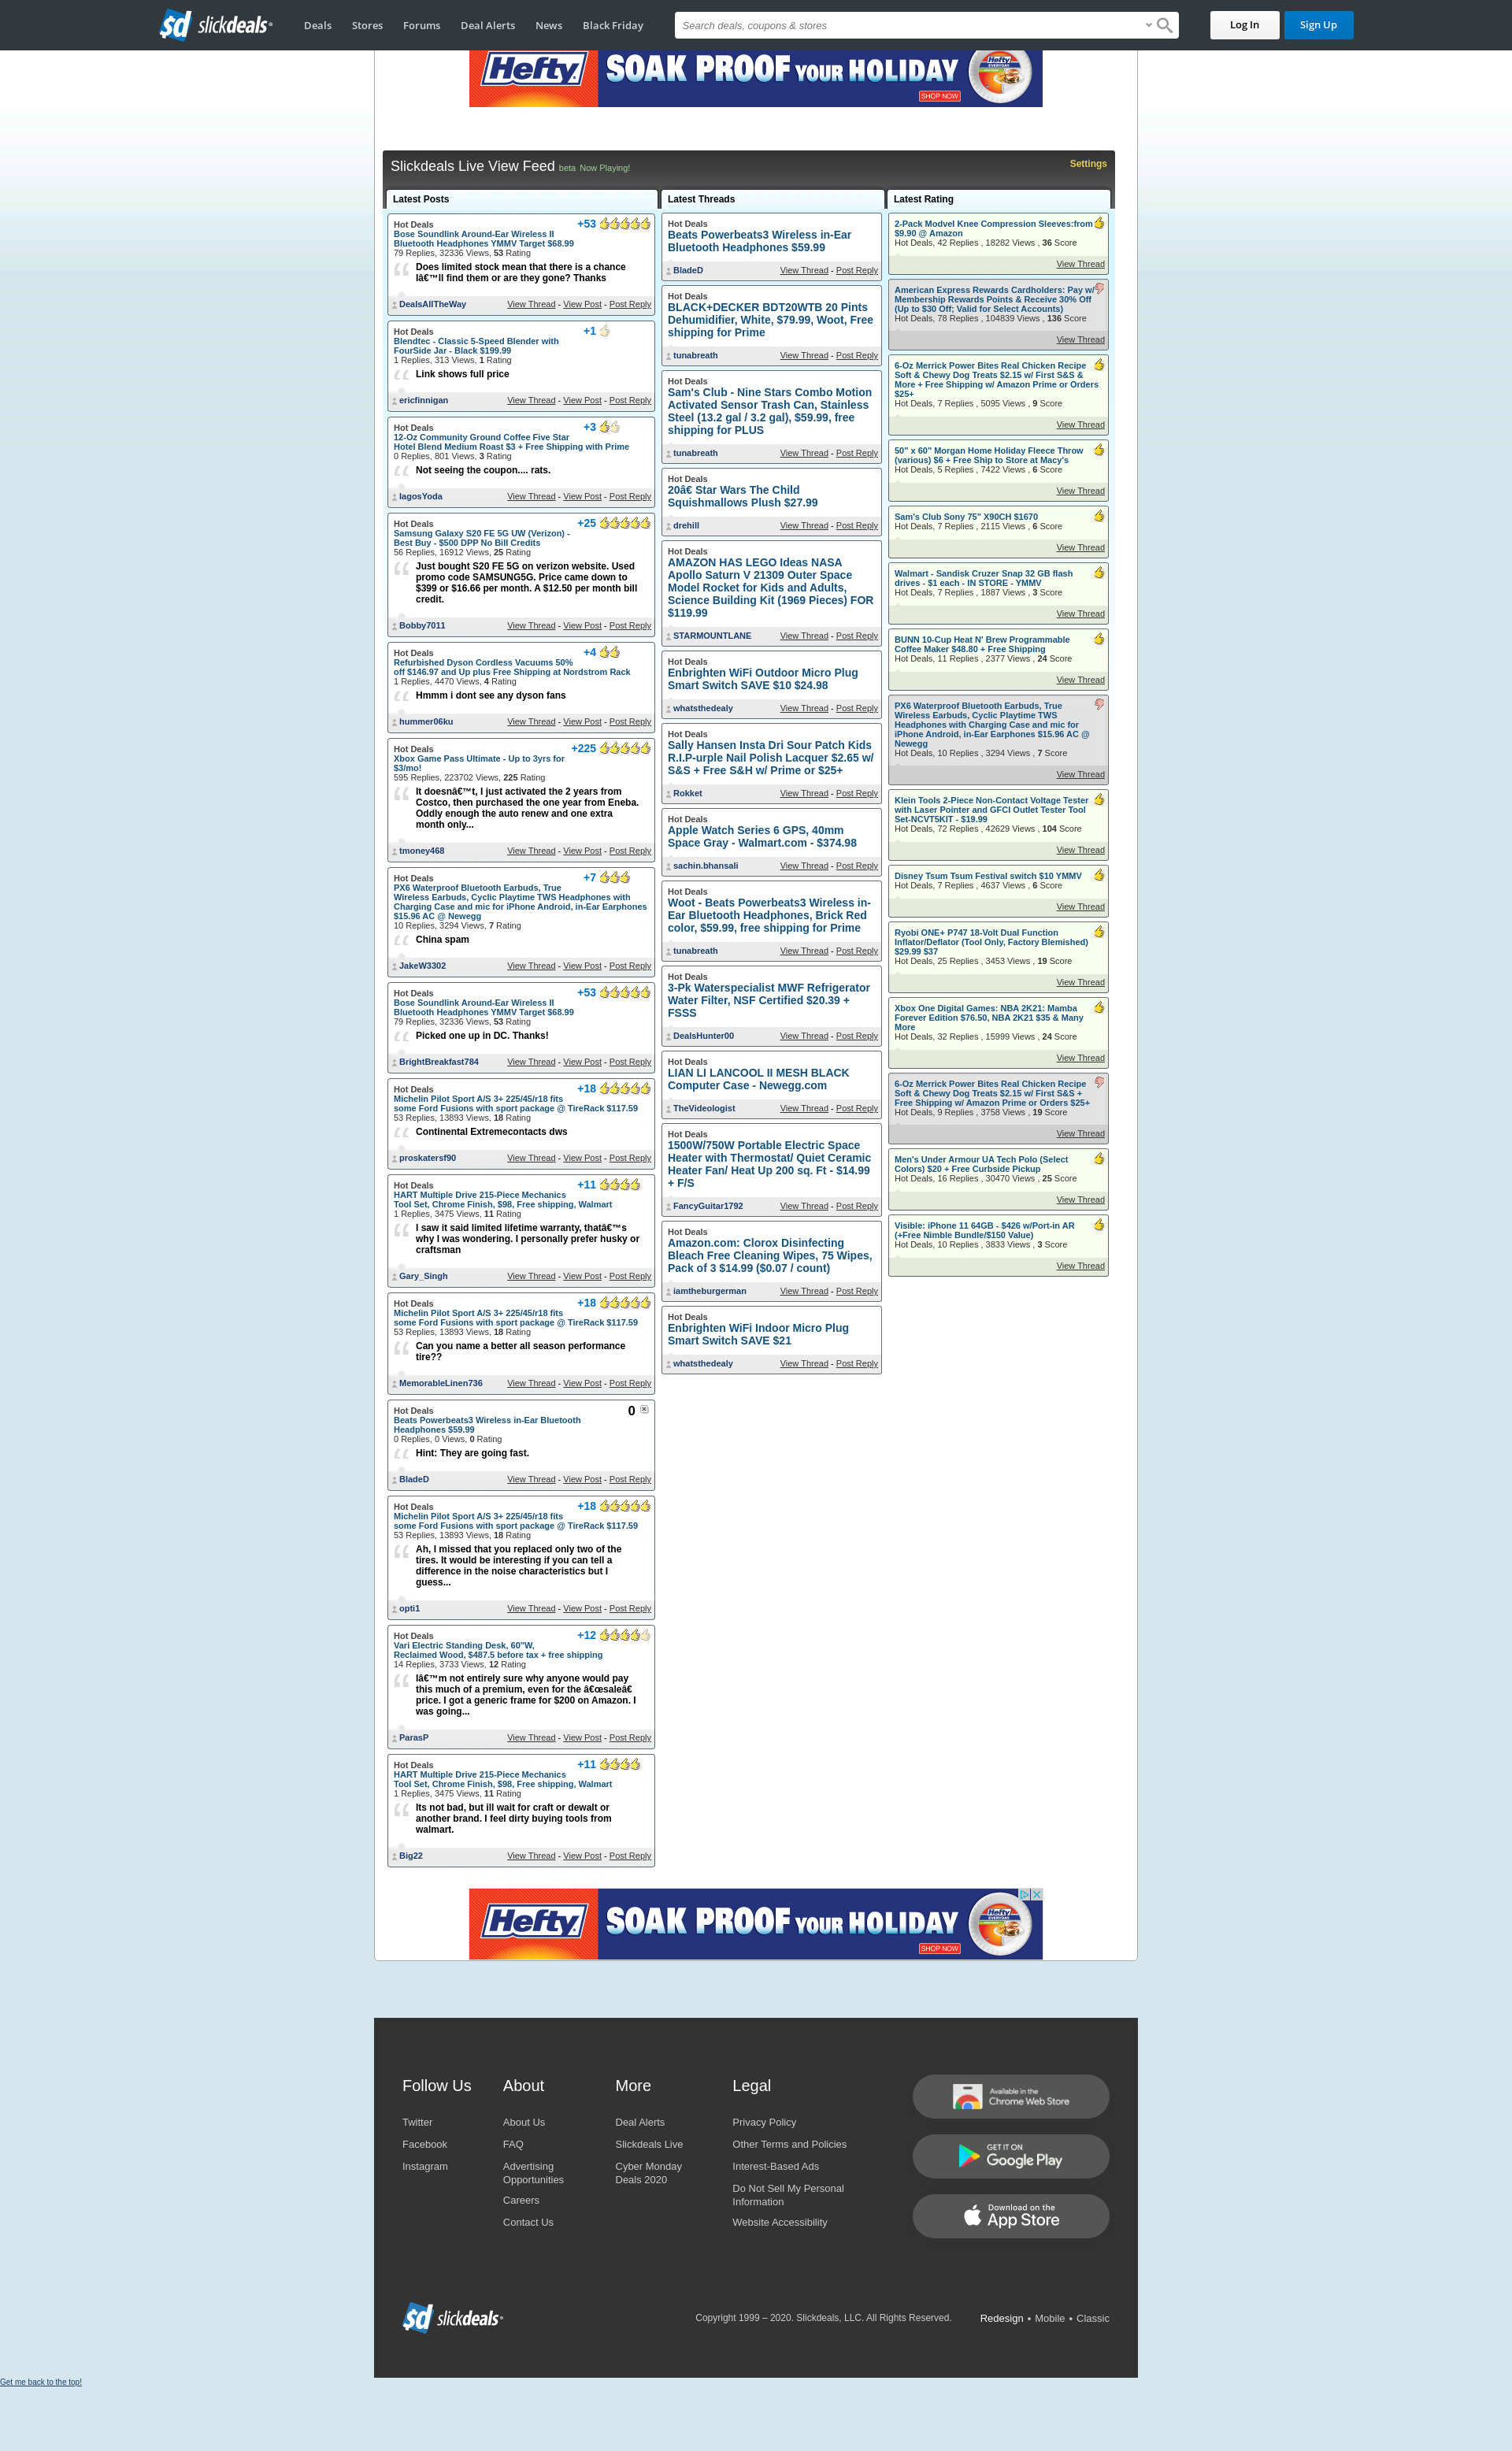 sd slickdeals
Deals Stores Forums Deal Alerts News Black Friday
Search deals, coupons & stores
Log In
Sign Up
Hefty SOAK PROOF YOUR HOLIDAY
SHOP NOW
Slickdeals Live View Feed beta Now Playing!
Settings
Latest Posts
Hot Deals +53
Bose Soundlink Around-Ear Wireless II
Bluetooth Headphones YMMV Target $68.99
79 Replies, 32336 Views, 53 Rating
Does limited stock mean that there is a chance
Iâ€™ll find them or are they gone? Thanks
DealsAllTheWay View Thread - View Post - Post Reply
Hot Deals +1
Blendtec - Classic 5-Speed Blender with
FourSide Jar - Black $199.99
1 Replies, 313 Views, 1 Rating
Link shows full price
ericfinnigan View Thread - View Post - Post Reply
Hot Deals +3
12-Oz Community Ground Coffee Five Star
Hotel Blend Medium Roast $3 + Free Shipping with Prime
0 Replies, 801 Views, 3 Rating
Not seeing the coupon.... rats.
lagosYoda View Thread - View Post - Post Reply
Hot Deals +25
Samsung Galaxy S20 FE 5G UW (Verizon) -
Best Buy - $500 DPP No Bill Credits
56 Replies, 16912 Views, 25 Rating
Just bought S20 FE 5G on verizon website. Used
promo code SAMSUNG5G. Price came down to
$399 or $16.66 per month. A $12.50 per month bill
credit.
Bobby7011 View Thread - View Post - Post Reply
Hot Deals +4
Refurbished Dyson Cordless Vacuums 50%
off $146.97 and Up plus Free Shipping at Nordstrom Rack
1 Replies, 4470 Views, 4 Rating
Hmmm i dont see any dyson fans
hummer06ku View Thread - View Post - Post Reply
Hot Deals +225
Xbox Game Pass Ultimate - Up to 3yrs for
$3/mo!
595 Replies, 223702 Views, 225 Rating
It doesnâ€™t, I just activated the 2 years from
Costco, then purchased the one year from Eneba.
Oddly enough the auto renew and one extra
month only...
tmoney468 View Thread - View Post - Post Reply
Hot Deals +7
PX6 Waterproof Bluetooth Earbuds, True
Wireless Earbuds, Cyclic Playtime TWS Headphones with
Charging Case and mic for iPhone Android, in-Ear Earphones
$15.96 AC @ Newegg
10 Replies, 3294 Views, 7 Rating
China spam
JakeW3302 View Thread - View Post - Post Reply
Hot Deals +53
Bose Soundlink Around-Ear Wireless II
Bluetooth Headphones YMMV Target $68.99
79 Replies, 32336 Views, 53 Rating
Picked one up in DC. Thanks!
BrightBreakfast784 View Thread - View Post - Post Reply
Hot Deals +18
Michelin Pilot Sport A/S 3+ 225/45/r18 fits
some Ford Fusions with sport package @ TireRack $117.59
53 Replies, 13893 Views, 18 Rating
Continental Extremecontacts dws
proskatersf90 View Thread - View Post - Post Reply
Hot Deals +11
HART Multiple Drive 215-Piece Mechanics
Tool Set, Chrome Finish, $98, Free shipping, Walmart
1 Replies, 3475 Views, 11 Rating
I saw it said limited lifetime warranty, thatâ€™s
why I was wondering. I personally prefer husky or
craftsman
Gary_Singh View Thread - View Post - Post Reply
Hot Deals +18
Michelin Pilot Sport A/S 3+ 225/45/r18 fits
some Ford Fusions with sport package @ TireRack $117.59
53 Replies, 13893 Views, 18 Rating
Can you name a better all season performance
tire??
MemorableLinen736 View Thread - View Post - Post Reply
Hot Deals 0
Beats Powerbeats3 Wireless in-Ear Bluetooth
Headphones $59.99
0 Replies, 0 Views, 0 Rating
Hint: They are going fast.
BladeD View Thread - View Post - Post Reply
Hot Deals +18
Michelin Pilot Sport A/S 3+ 225/45/r18 fits
some Ford Fusions with sport package @ TireRack $117.59
53 Replies, 13893 Views, 18 Rating
Ah, I missed that you replaced only two of the
tires. It would be interesting if you can tell a
difference in the noise characteristics but I
guess...
opti1 View Thread - View Post - Post Reply
Hot Deals +12
Vari Electric Standing Desk, 60"W,
Reclaimed Wood, $487.5 before tax + free shipping
14 Replies, 3733 Views, 12 Rating
Iâ€™m not entirely sure why anyone would pay
this much of a premium, even for the â€œsaleâ€
price. I got a generic frame for $200 on Amazon. I
was going...
ParasP View Thread - View Post - Post Reply
Hot Deals +11
HART Multiple Drive 215-Piece Mechanics
Tool Set, Chrome Finish, $98, Free shipping, Walmart
1 Replies, 3475 Views, 11 Rating
Its not bad, but ill wait for craft or dewalt or
another brand. I feel dirty buying tools from
walmart.
Big22 View Thread - View Post - Post Reply
Latest Threads
Hot Deals
Beats Powerbeats3 Wireless in-Ear
Bluetooth Headphones $59.99
BladeD View Thread - Post Reply
Hot Deals
BLACK+DECKER BDT20WTB 20 Pints
Dehumidifier, White, $79.99, Woot, Free
shipping for Prime
tunabreath View Thread - Post Reply
Hot Deals
Sam's Club - Nine Stars Combo Motion
Activated Sensor Trash Can, Stainless
Steel (13.2 gal / 3.2 gal), $59.99, free
shipping for PLUS
tunabreath View Thread - Post Reply
Hot Deals
20â€ Star Wars The Child
Squishmallows Plush $27.99
drehill View Thread - Post Reply
Hot Deals
AMAZON HAS LEGO Ideas NASA
Apollo Saturn V 21309 Outer Space
Model Rocket for Kids and Adults,
Science Building Kit (1969 Pieces) FOR
$119.99
STARMOUNTLANE View Thread - Post Reply
Hot Deals
Enbrighten WiFi Outdoor Micro Plug
Smart Switch SAVE $10 $24.98
whatsthedealy View Thread - Post Reply
Hot Deals
Sally Hansen Insta Dri Sour Patch Kids
R.I.P-urple Nail Polish Lacquer $2.65 w/
S&S + Free S&H w/ Prime or $25+
Rokket View Thread - Post Reply
Hot Deals
Apple Watch Series 6 GPS, 40mm
Space Gray - Walmart.com - $374.98
sachin.bhansali View Thread - Post Reply
Hot Deals
Woot - Beats Powerbeats3 Wireless in-
Ear Bluetooth Headphones, Brick Red
color, $59.99, free shipping for Prime
tunabreath View Thread - Post Reply
Hot Deals
3-Pk Waterspecialist MWF Refrigerator
Water Filter, NSF Certified $20.39 +
FSSS
DealsHunter00 View Thread - Post Reply
Hot Deals
LIAN LI LANCOOL II MESH BLACK
Computer Case - Newegg.com
TheVideologist View Thread - Post Reply
Hot Deals
1500W/750W Portable Electric Space
Heater with Thermostat/ Quiet Ceramic
Heater Fan/ Heat Up 200 sq. Ft - $14.99
+ F/S
FancyGuitar1792 View Thread - Post Reply
Hot Deals
Amazon.com: Clorox Disinfecting
Bleach Free Cleaning Wipes, 75 Wipes,
Pack of 3 $14.99 ($0.07 / count)
iamtheburgerman View Thread - Post Reply
Hot Deals
Enbrighten WiFi Indoor Micro Plug
Smart Switch SAVE $21
whatsthedealy View Thread - Post Reply
Latest Rating
2-Pack Modvel Knee Compression Sleeves:from
$9.90 @ Amazon
Hot Deals, 42 Replies , 18282 Views , 36 Score
View Thread
American Express Rewards Cardholders: Pay w/
Membership Rewards Points & Receive 30% Off
(Up to $30 Off; Valid for Select Accounts)
Hot Deals, 78 Replies , 104839 Views , 136 Score
View Thread
6-Oz Merrick Power Bites Real Chicken Recipe
Soft & Chewy Dog Treats $2.15 w/ First S&S &
More + Free Shipping w/ Amazon Prime or Orders
$25+
Hot Deals, 7 Replies , 5095 Views , 9 Score
View Thread
50" x 60" Morgan Home Holiday Fleece Throw
(various) $6 + Free Ship to Store at Macy's
Hot Deals, 5 Replies , 7422 Views , 6 Score
View Thread
Sam's Club Sony 75" X90CH $1670
Hot Deals, 7 Replies , 2115 Views , 6 Score
View Thread
Walmart - Sandisk Cruzer Snap 32 GB flash
drives - $1 each - IN STORE - YMMV
Hot Deals, 7 Replies , 1887 Views , 3 Score
View Thread
BUNN 10-Cup Heat N' Brew Programmable
Coffee Maker $48.80 + Free Shipping
Hot Deals, 11 Replies , 2377 Views , 24 Score
View Thread
PX6 Waterproof Bluetooth Earbuds, True
Wireless Earbuds, Cyclic Playtime TWS
Headphones with Charging Case and mic for
iPhone Android, in-Ear Earphones $15.96 AC @
Newegg
Hot Deals, 10 Replies , 3294 Views , 7 Score
View Thread
Klein Tools 2-Piece Non-Contact Voltage Tester
with Laser Pointer and GFCI Outlet Tester Tool
Set-NCVT5KIT - $19.99
Hot Deals, 72 Replies , 42629 Views , 104 Score
View Thread
Disney Tsum Tsum Festival switch $10 YMMV
Hot Deals, 7 Replies , 4637 Views , 6 Score
View Thread
Ryobi ONE+ P747 18-Volt Dual Function
Inflator/Deflator (Tool Only, Factory Blemished)
$29.99 $37
Hot Deals, 25 Replies , 3453 Views , 19 Score
View Thread
Xbox One Digital Games: NBA 2K21: Mamba
Forever Edition $76.50, NBA 2K21 $35 & Many
More
Hot Deals, 32 Replies , 15999 Views , 24 Score
View Thread
6-Oz Merrick Power Bites Real Chicken Recipe
Soft & Chewy Dog Treats $2.15 w/ First S&S +
Free Shipping w/ Amazon Prime or Orders $25+
Hot Deals, 9 Replies , 3758 Views , 19 Score
View Thread
Men's Under Armour UA Tech Polo (Select
Colors) $20 + Free Curbside Pickup
Hot Deals, 16 Replies , 30470 Views , 25 Score
View Thread
Visible: iPhone 11 64GB - $426 w/Port-in AR
(+Free Nimble Bundle/$150 Value)
Hot Deals, 10 Replies , 3833 Views , 3 Score
View Thread
Hefty SOAK PROOF YOUR HOLIDAY
Hefty EVERYDAY
SHOP NOW
Follow Us
Twitter
Facebook
Instagram
About
About Us
FAQ
Advertising
Opportunities
Careers
Contact Us
More
Deal Alerts
Slickdeals Live
Cyber Monday
Deals 2020
Legal
Privacy Policy
Other Terms and Policies
Interest-Based Ads
Do Not Sell My Personal
Information
Website Accessibility
Available in the
Chrome Web Store
GET IT ON
Google Play
Download on the
App Store
sd slickdeals
Copyright 1999 – 2020. Slickdeals, LLC. All Rights Reserved.
Redesign • Mobile • Classic
Get me back to the top!